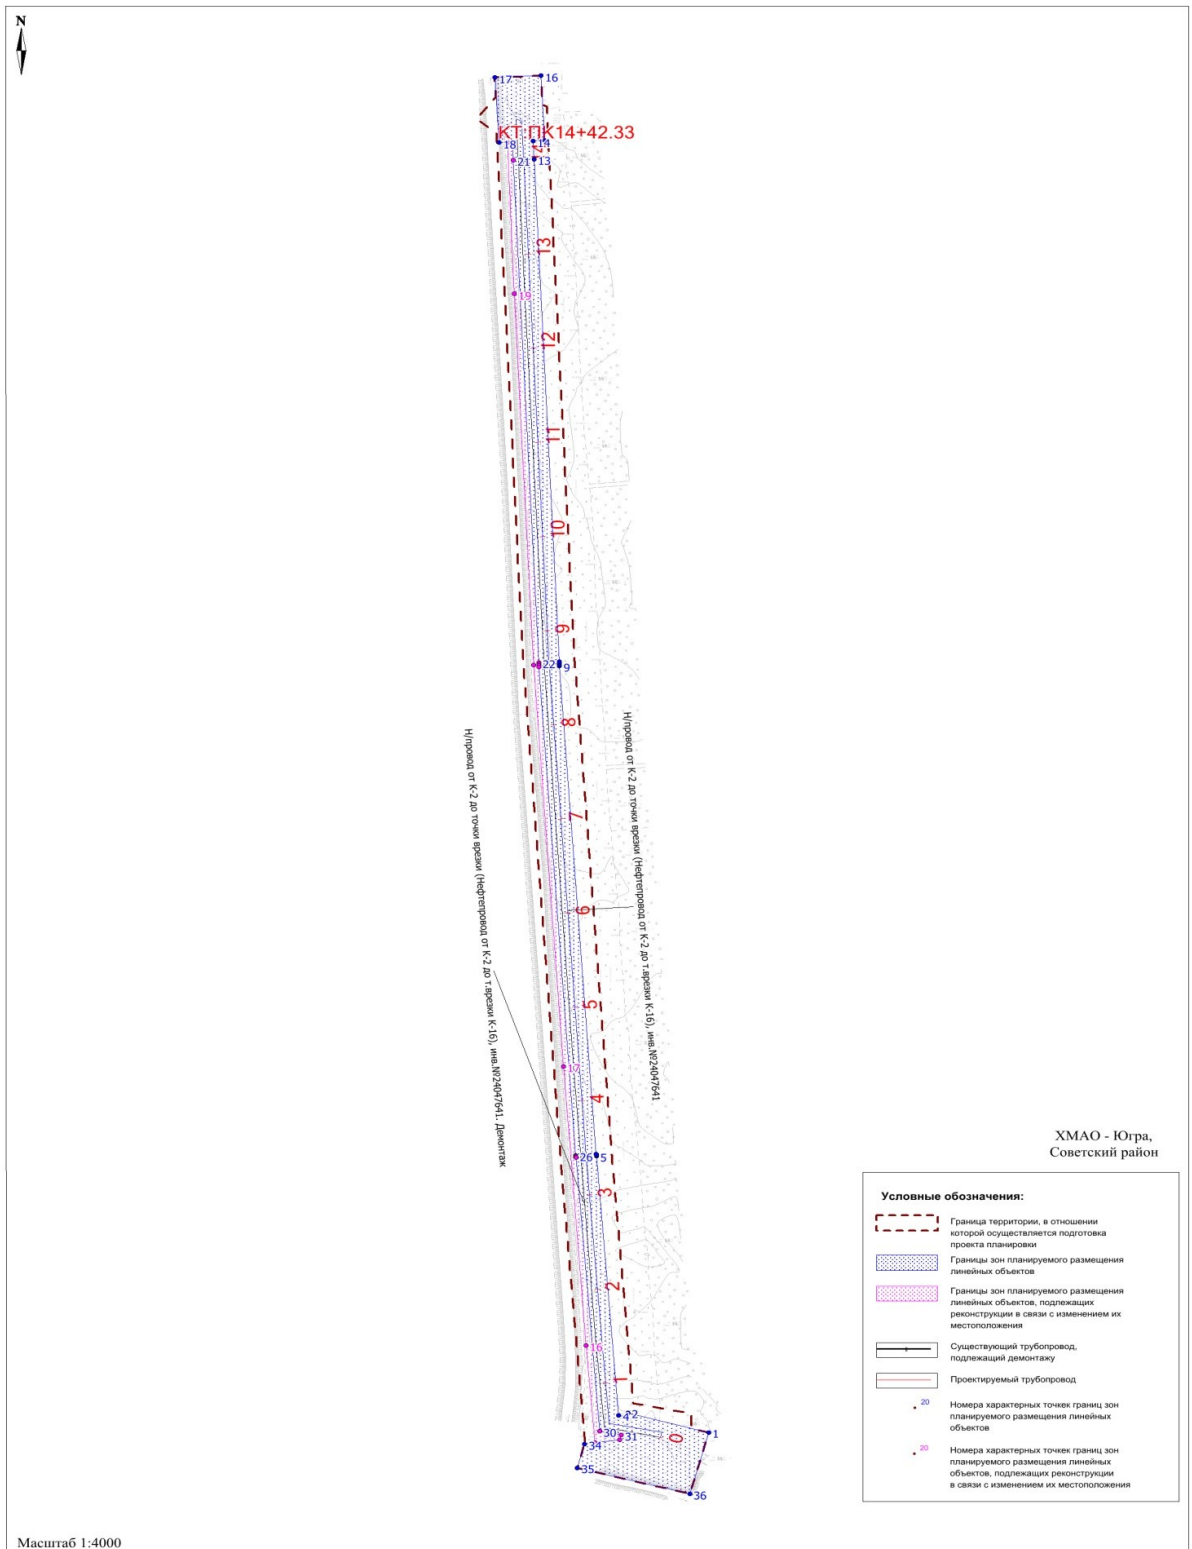 N
17
16
КТ ПК14+42.33
18
14
14
21
13
13
19
12
11
10
9
22
9
8
Н/провод от К-2 до точки врезки (Нефтепровод от К-2 до т.врезки К-16), инв.№24047641. Демонтаж
Н/провод от К-2 до точки врезки (Нефтепровод от К-2 до т.врезки К-16), инв.№24047641
7
6
5
17
4
26
5
3
2
16
1
4
2
1
30
31
0
34
35
36
ХМАО - Югра,
Советский район
Условные обозначения:
Граница территории, в отношении
которой осуществляется подготовка
проекта планировки
Границы зон планируемого размещения
линейных объектов
Границы зон планируемого размещения
линейных объектов, подлежащих
реконструкции в связи с изменением их
местоположения
Существующий трубопровод,
подлежащий демонтажу
Проектируемый трубопровод
20
Номера характерных точек границ зон
планируемого размещения линейных
объектов
20
Номера характерных точек границ зон
планируемого размещения линейных
объектов, подлежащих реконструкции
в связи с изменением их местоположения
Масштаб 1:4000